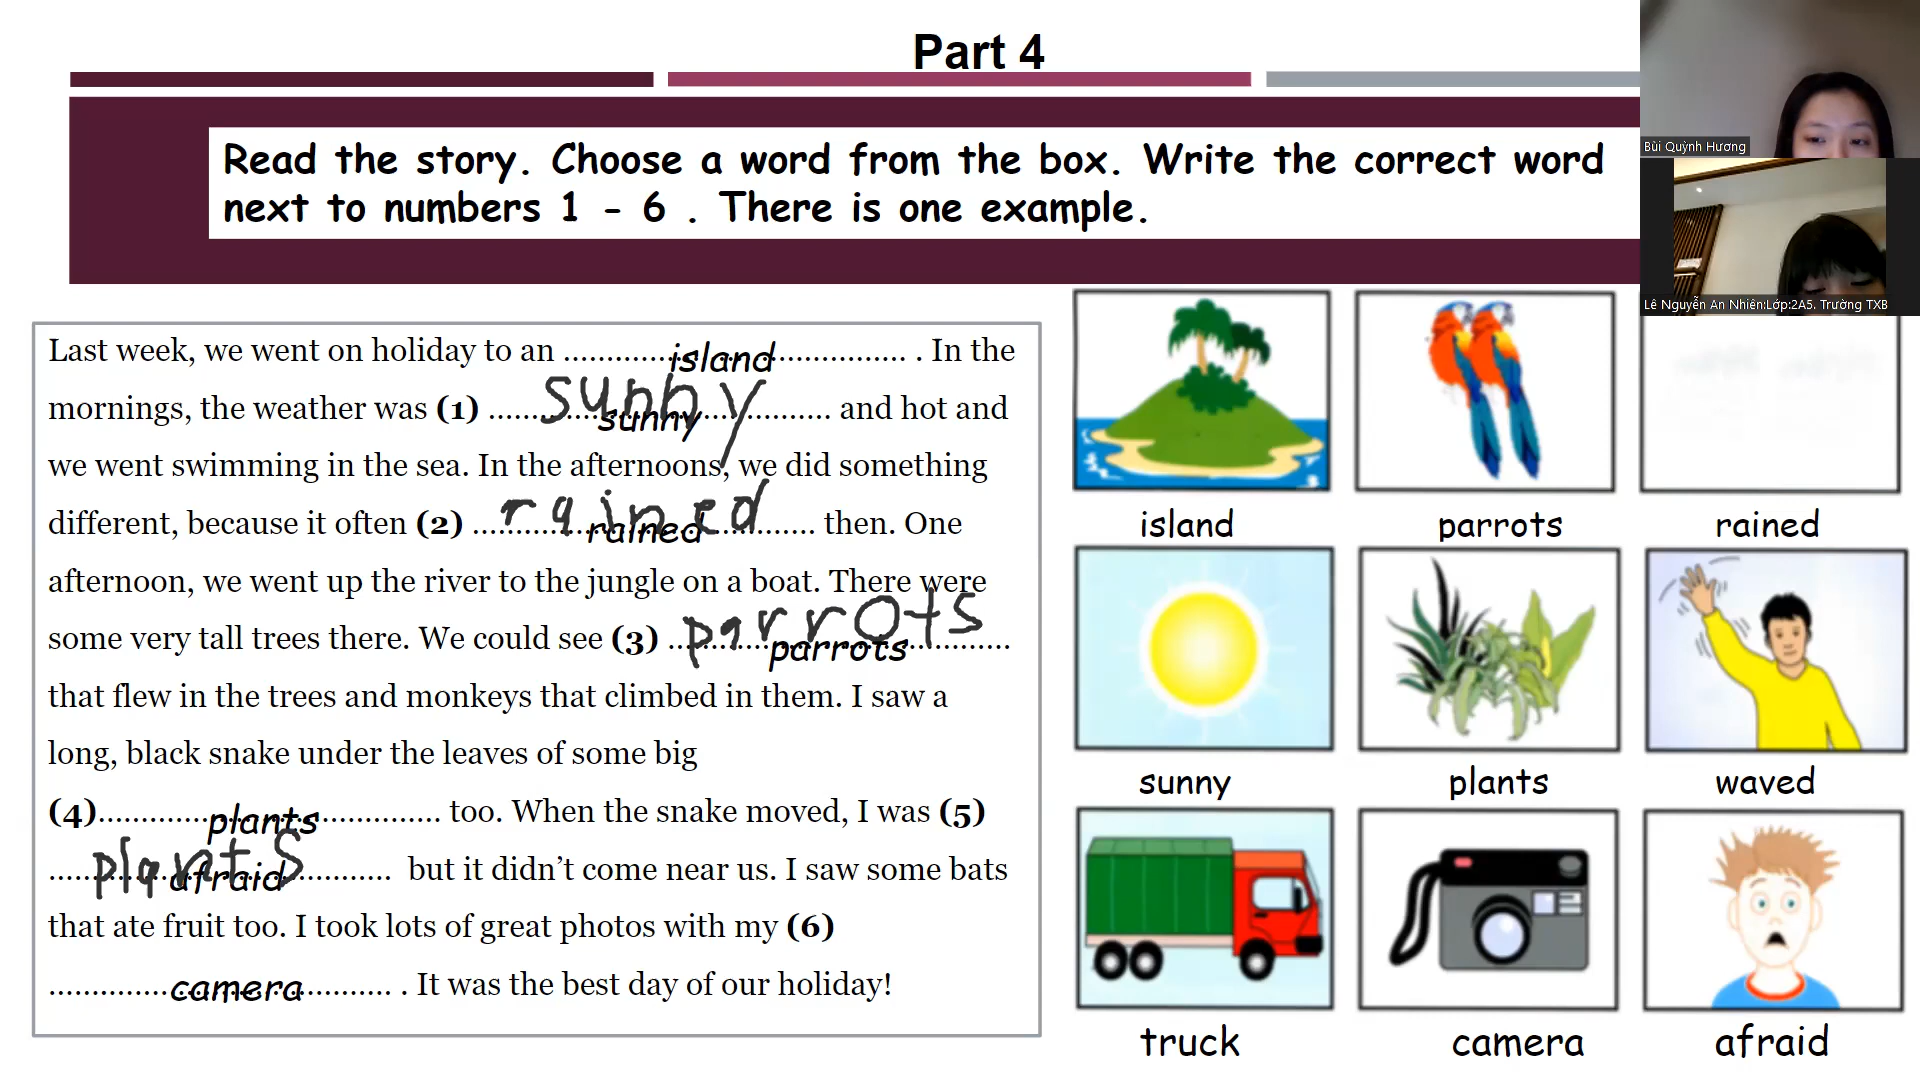 Part 4
Read the story. Choose a word from the box. Write the correct word
next to numbers 1 - 6 . There is one example.
Bùi Quỳnh Hương
Lê Nguyễn An Nhiên:Lớp:2A5. Trường TXB
Last week, we went on holiday to an ........................................ . In the
island
sunny
mornings, the weather was (1) ........................................ and hot and
sunny
we went swimming in the sea. In the afternoons, we did something
rained
different, because it often (2) ........................................ then. One
rained
afternoon, we went up the river to the jungle on a boat. There were
parrots
some very tall trees there. We could see (3) ........................................
parrots
that flew in the trees and monkeys that climbed in them. I saw a
long, black snake under the leaves of some big
(4)........................................ too. When the snake moved, I was (5)
plants
plants
........................................ but it didn't come near us. I saw some bats
afraid
that ate fruit too. I took lots of great photos with my (6)
........................................ . It was the best day of our holiday!
camera
island parrots rained
sunny plants waved
truck camera afraid